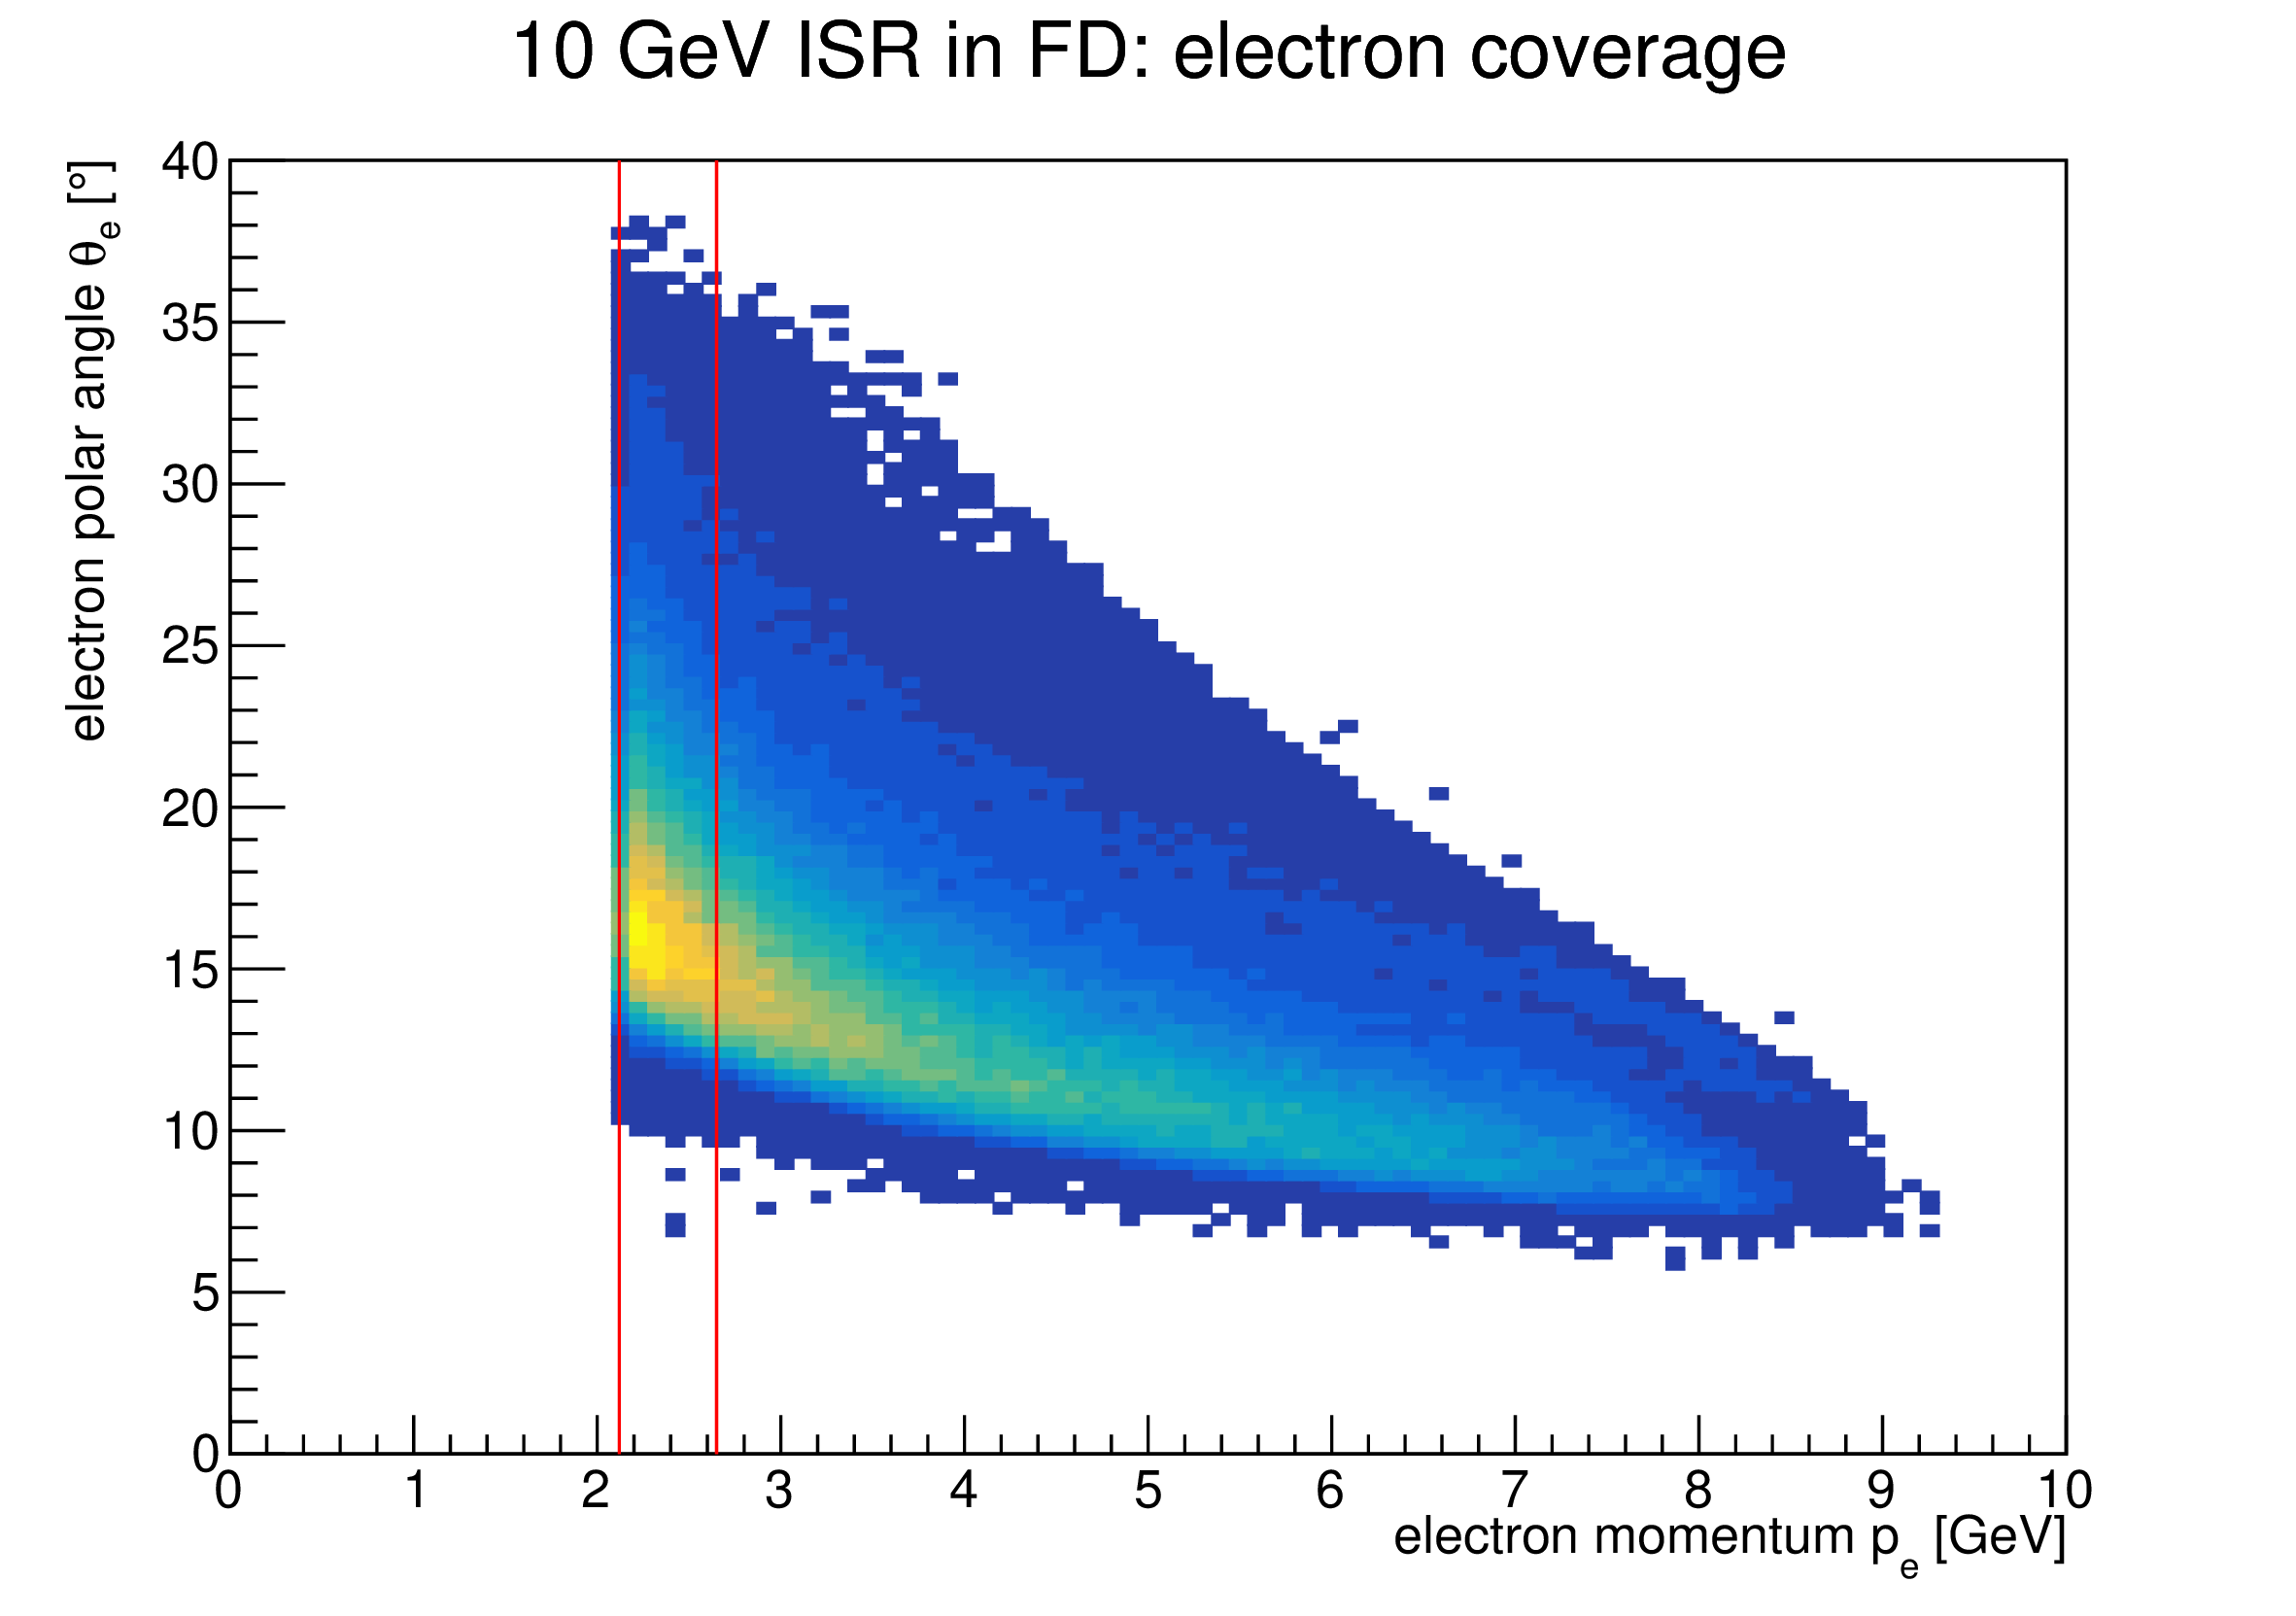 10 GeV ISR in FD: electron coverage
electron polar angle θe [°]
40
35
30
25
20
15
10
5
0
0 1 2 3 4 5 6 7 8 9 10
electron momentum pe [GeV]